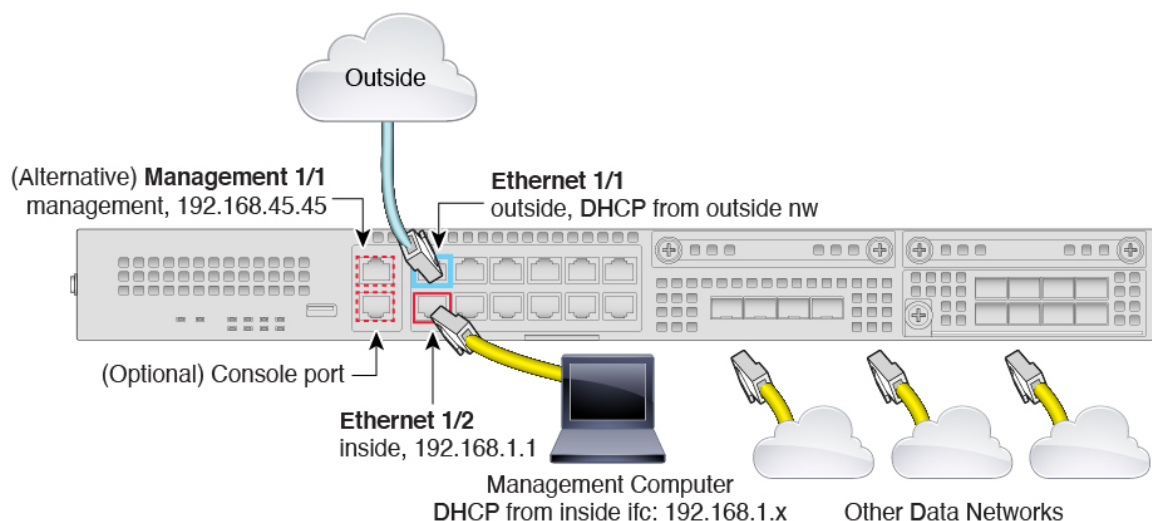 Outside
(Alternative) Management 1/1
management, 192.168.45.45
Ethernet 1/1
outside, DHCP from outside nw
(Optional) Console port
Ethernet 1/2
inside, 192.168.1.1
Management Computer
DHCP from inside ifc: 192.168.1.x
Other Data Networks